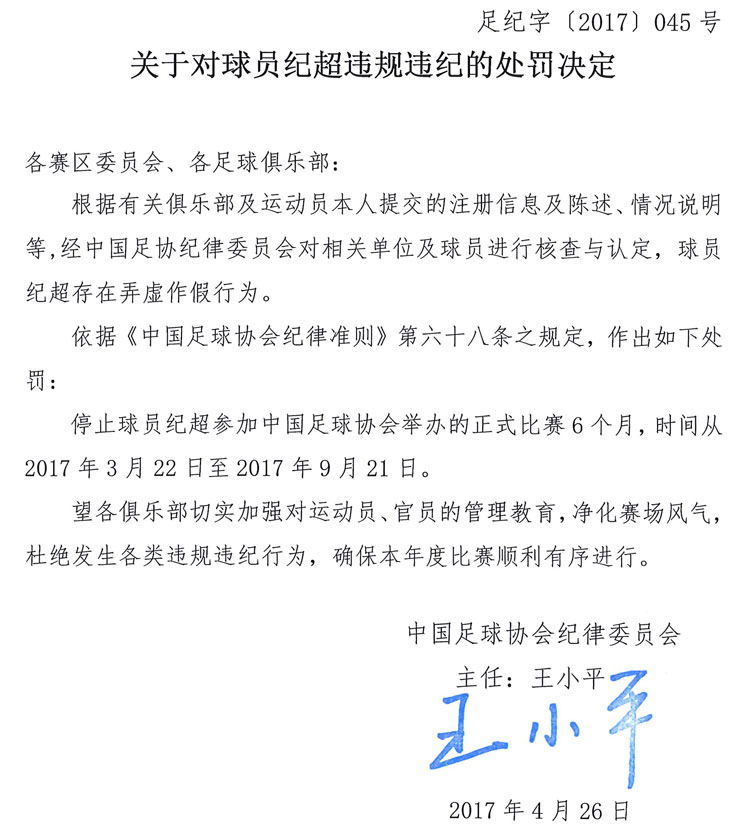 足纪字〔2017〕045 号
关于对球员纪超违规违纪的处罚决定
各赛区委员会、各足球俱乐部：
根据有关俱乐部及运动员本人提交的注册信息及陈述、情况说明
等,经中国足协纪律委员会对相关单位及球员进行核查与认定，球员
纪超存在弄虚作假行为。
依据《中国足球协会纪律准则》第六十八条之规定，作出如下处
罚：
停止球员纪超参加中国足球协会举办的正式比赛 6 个月，时间从
2017 年 3 月 22 日至 2017 年 9 月 21 日。
望各俱乐部切实加强对运动员、官员的管理教育，净化赛场风气，
杜绝发生各类违规违纪行为，确保本年度比赛顺利有序进行。
中国足球协会纪律委员会
主任：王小平
王小平
2017 年 4 月 26 日